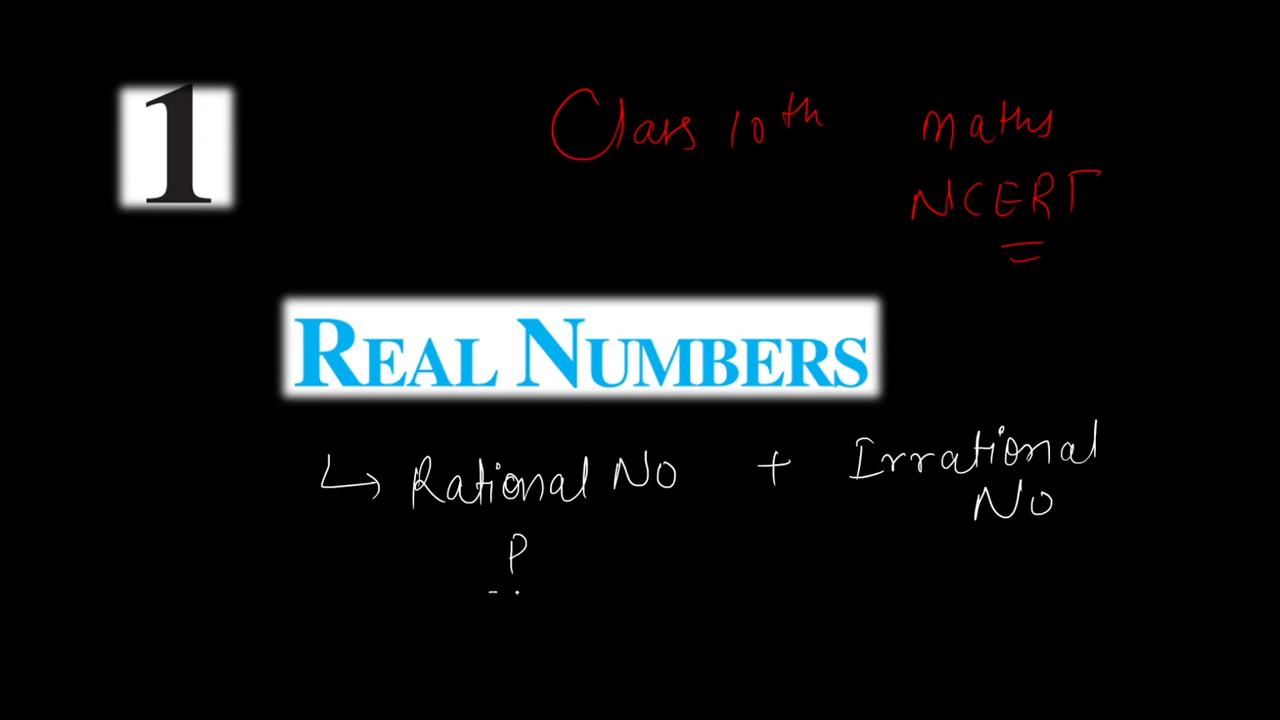 1
Class 10th maths
NCERT
REAL NUMBERS
↳ Rational No + Irrational
No
P